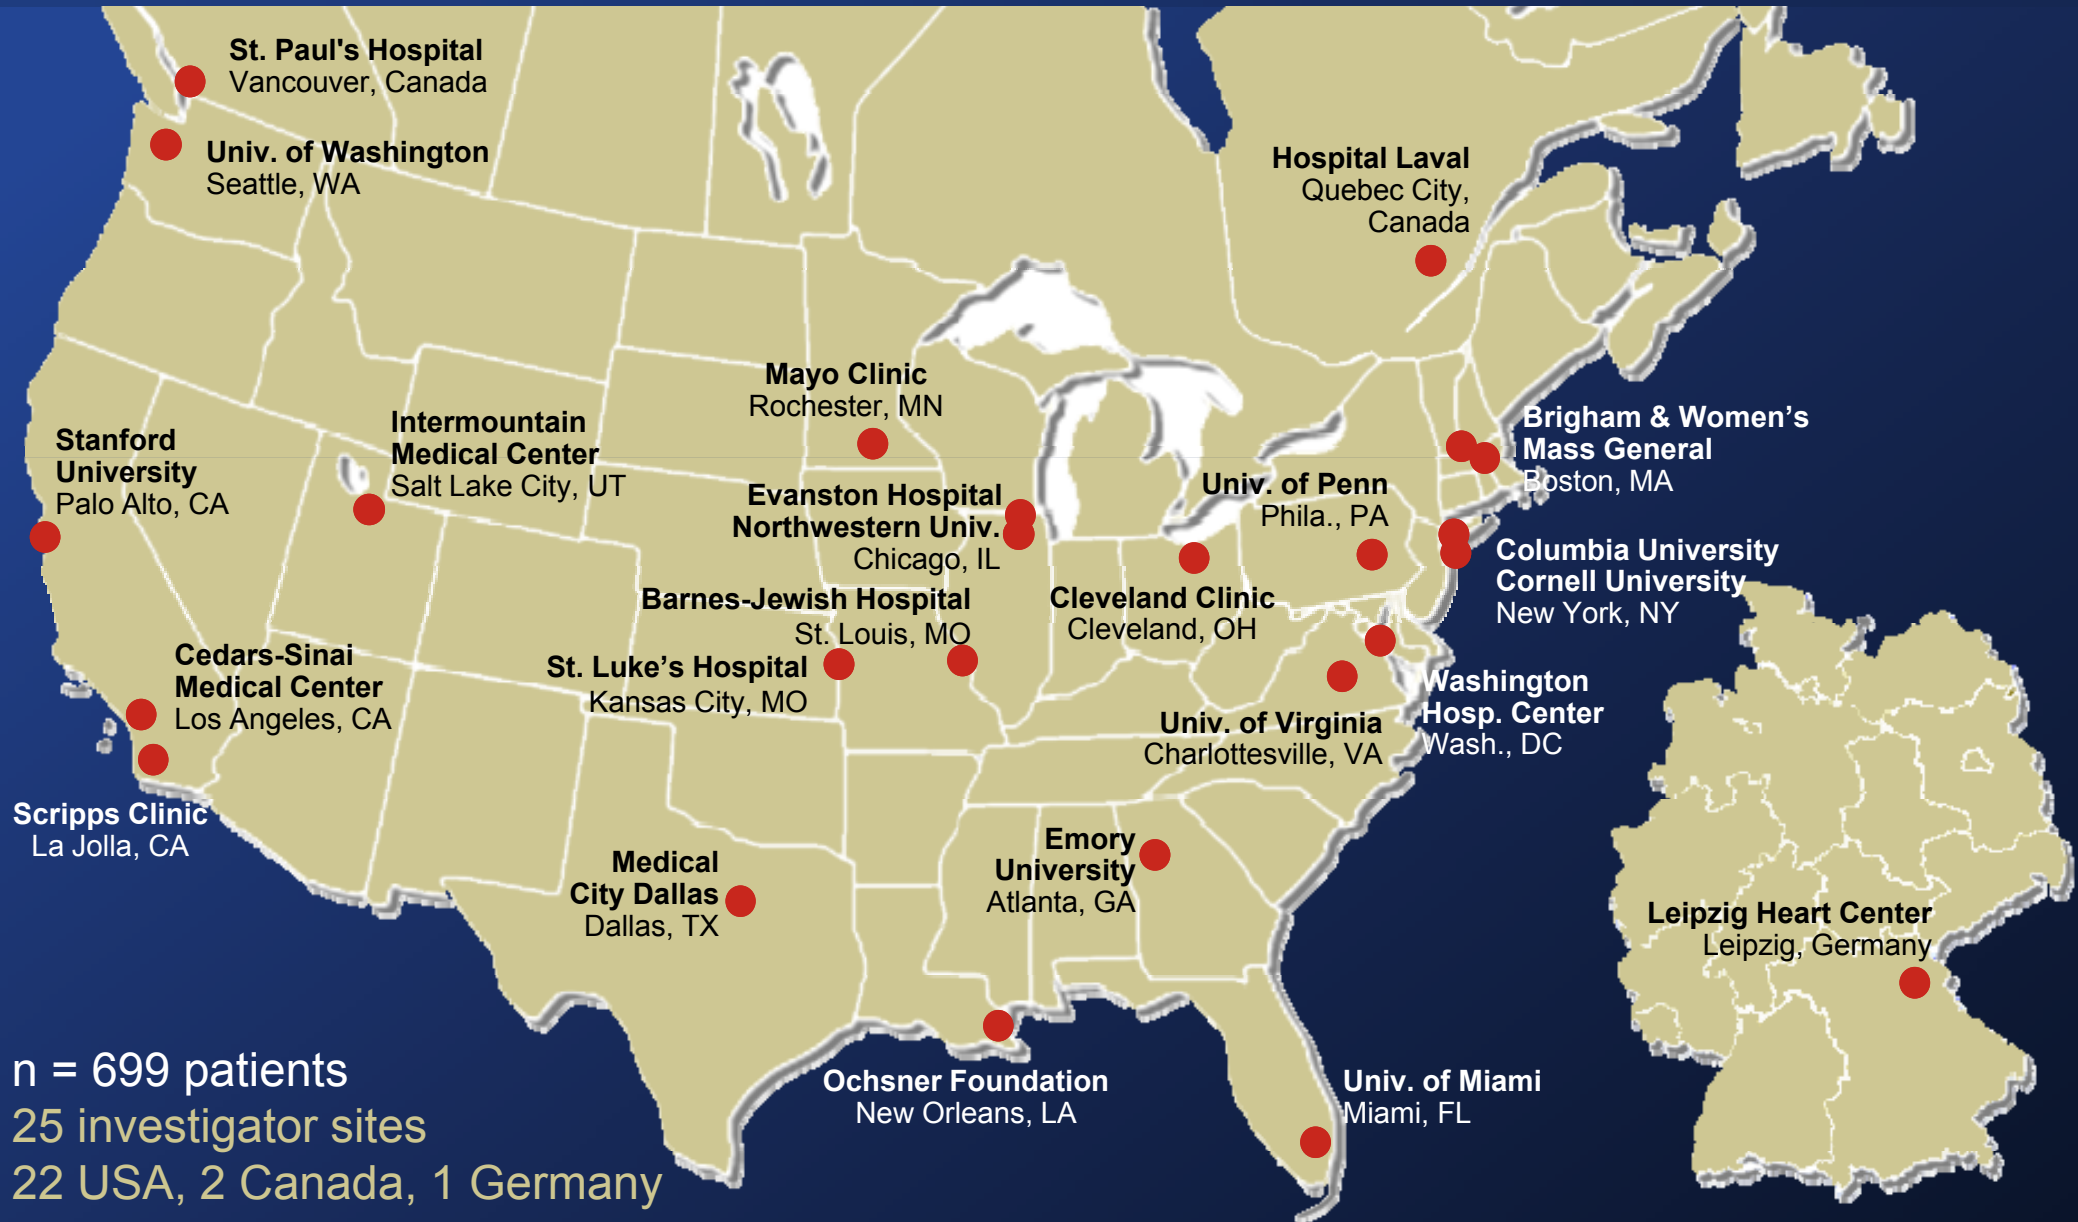 St. Paul's Hospital
Vancouver, Canada
Univ. of Washington
Seattle, WA
Hospital Laval
Quebec City,
Canada
Mayo Clinic
Rochester, MN
Intermountain
Medical Center
Salt Lake City, UT
Stanford
University
Palo Alto, CA
Brigham & Women’s
Mass General
Boston, MA
Evanston Hospital
Northwestern Univ.
Chicago, IL
Univ. of Penn
Phila., PA
Columbia University
Cornell University
New York, NY
Barnes-Jewish Hospital
St. Louis, MO
Cleveland Clinic
Cleveland, OH
St. Luke’s Hospital
Kansas City, MO
Cedars-Sinai
Medical Center
Los Angeles, CA
Washington
Hosp. Center
Wash., DC
Univ. of Virginia
Charlottesville, VA
Scripps Clinic
La Jolla, CA
Emory
University
Atlanta, GA
Medical
City Dallas
Dallas, TX
Leipzig Heart Center
Leipzig, Germany
Ochsner Foundation
New Orleans, LA
Univ. of Miami
Miami, FL
n = 699 patients
25 investigator sites
22 USA, 2 Canada, 1 Germany